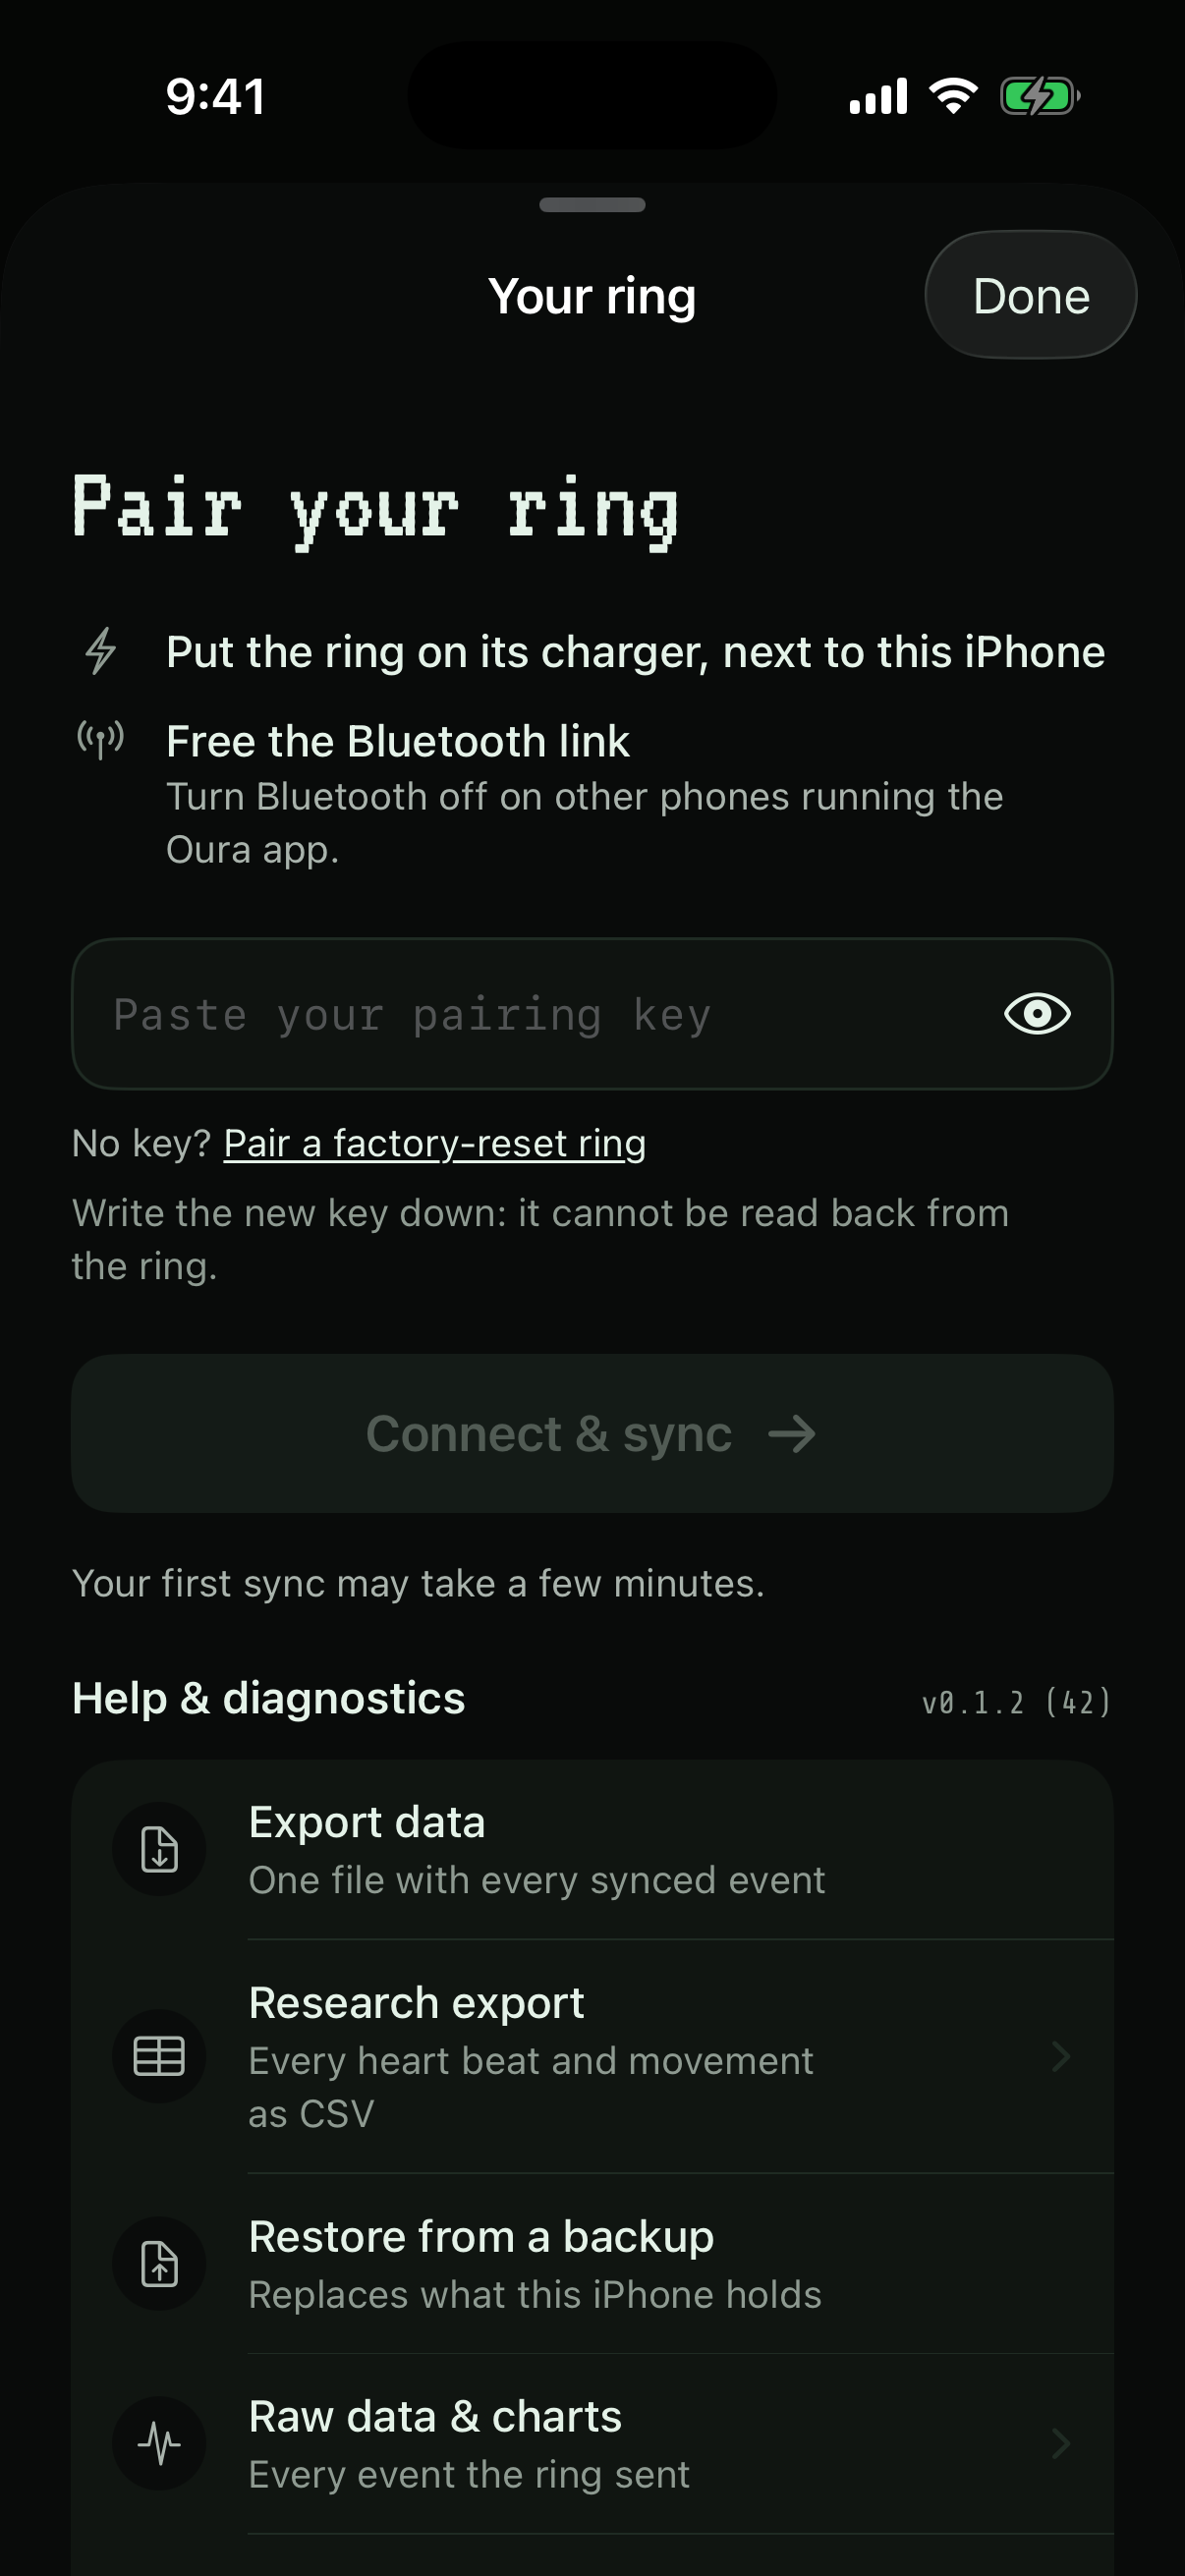 9:41
Your ring
Done
Pair your ring
Put the ring on its charger, next to this iPhone
Free the Bluetooth link
Turn Bluetooth off on other phones running the
Oura app.
Paste your pairing key
No key? Pair a factory-reset ring
Write the new key down: it cannot be read back from
the ring.
Connect & sync →
Your first sync may take a few minutes.
Help & diagnostics
v0.1.2 (42)
Export data
One file with every synced event
Research export
Every heart beat and movement
as CSV
Restore from a backup
Replaces what this iPhone holds
Raw data & charts
Every event the ring sent